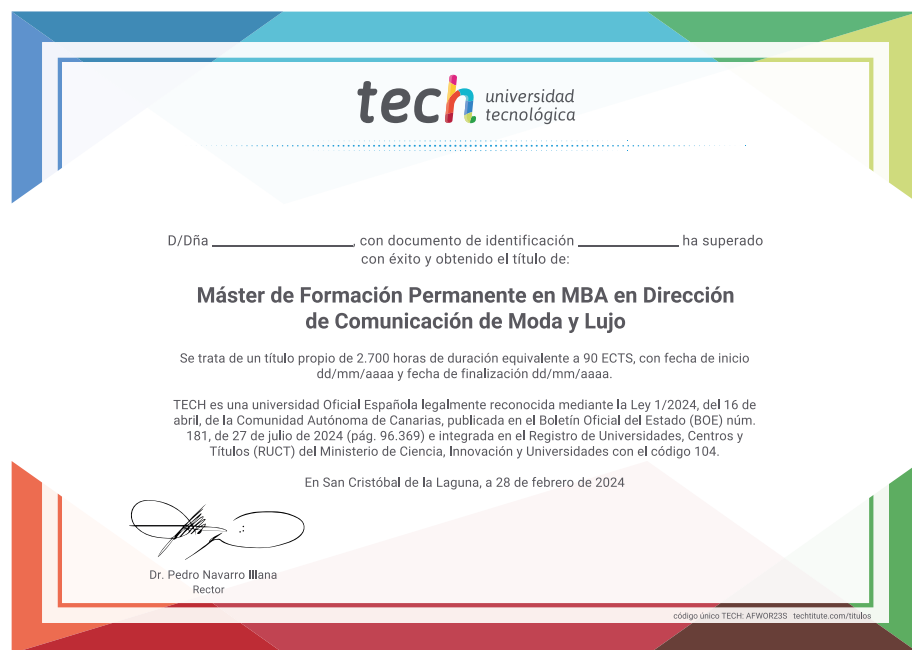 tech universidad
tecnológica
D/Dña ____________________, con documento de identificación ______________ ha superado
con éxito y obtenido el título de:
Máster de Formación Permanente en MBA en Dirección
de Comunicación de Moda y Lujo
Se trata de un título propio de 2.700 horas de duración equivalente a 90 ECTS, con fecha de inicio
dd/mm/aaaa y fecha de finalización dd/mm/aaaa.
TECH es una universidad Oficial Española legalmente reconocida mediante la Ley 1/2024, del 16 de
abril, de la Comunidad Autónoma de Canarias, publicada en el Boletín Oficial del Estado (BOE) núm.
181, de 27 de julio de 2024 (pág. 96.369) e integrada en el Registro de Universidades, Centros y
Títulos (RUCT) del Ministerio de Ciencia, Innovación y Universidades con el código 104.
En San Cristóbal de la Laguna, a 28 de febrero de 2024
Dr. Pedro Navarro Illana
Rector
código único TECH: AFWOR23S techtitute.com/titulos